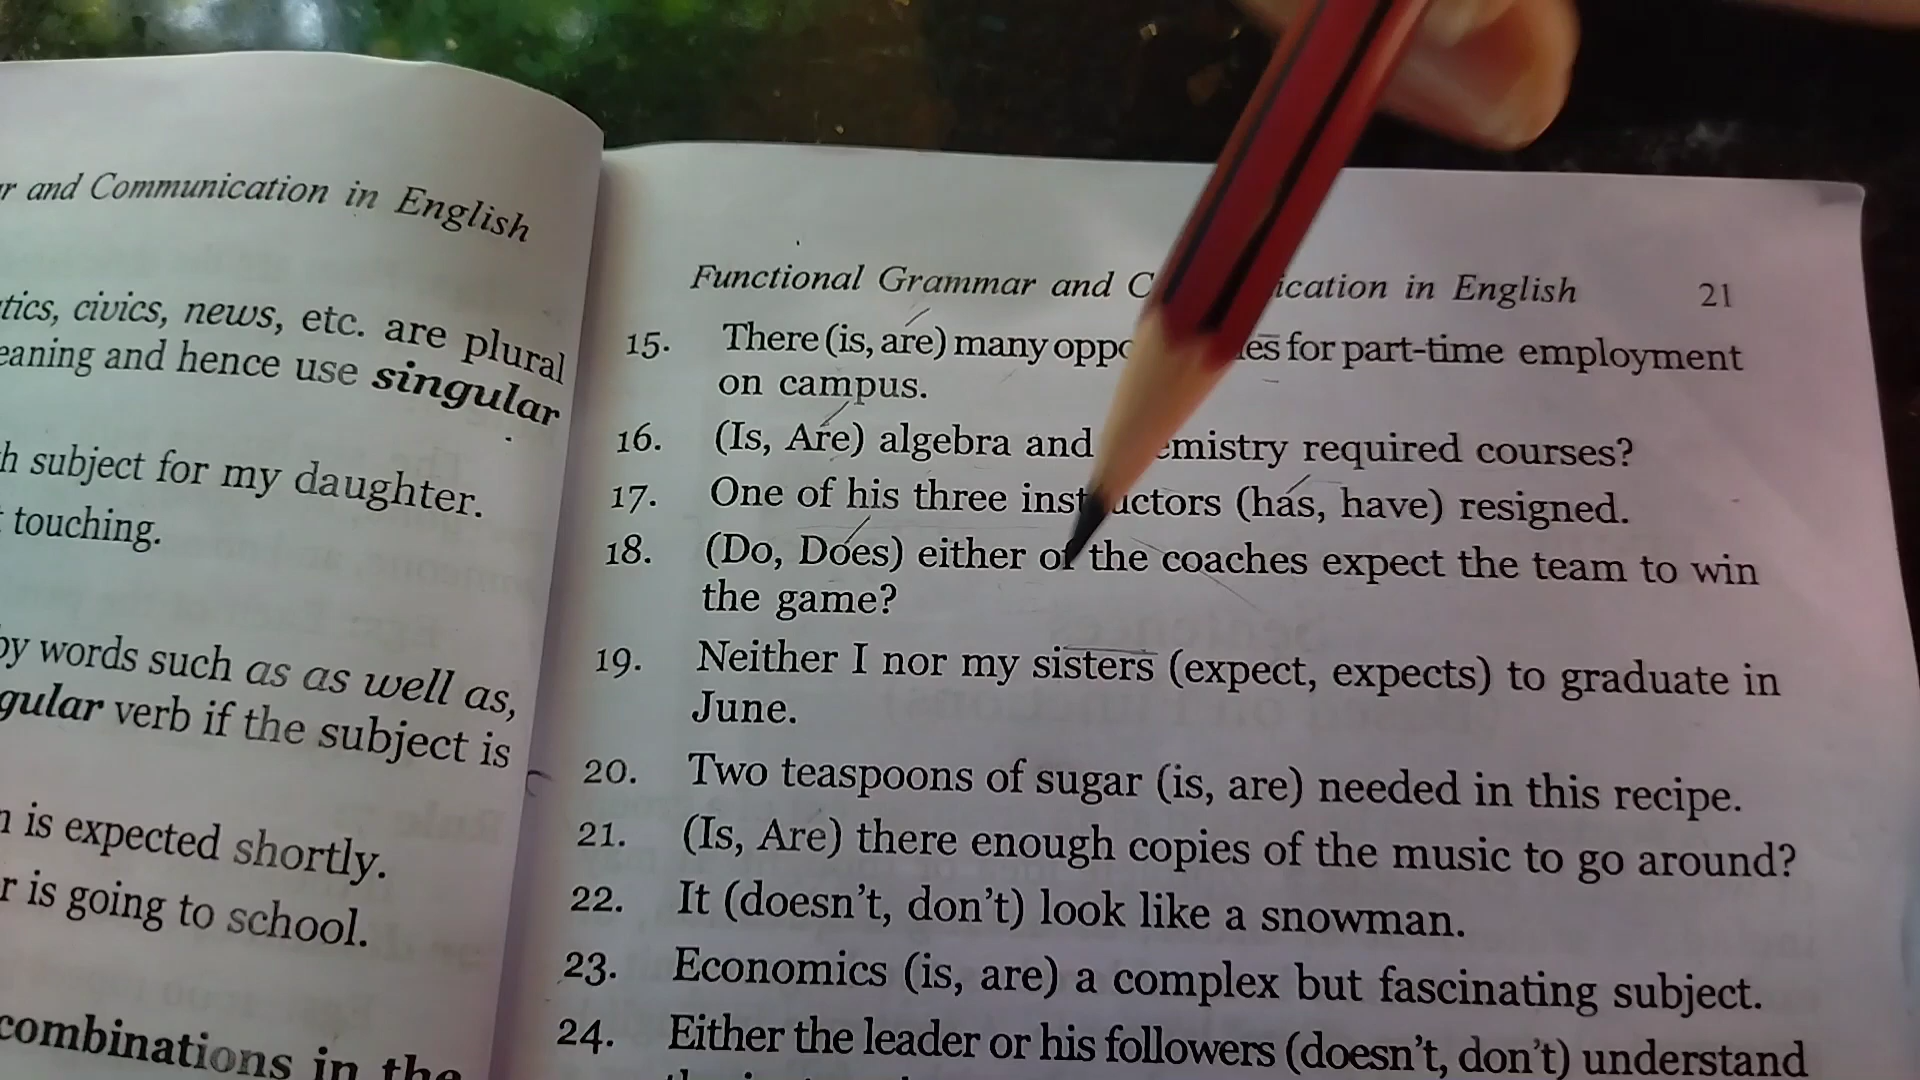 r and Communication in English
tics, civics, news, etc. are plural
eaning and hence use singular
h subject for my daughter.
touching.
by words such as as well as,
gular verb if the subject is
n is expected shortly.
r is going to school.
combinations in the
Functional Grammar and C ication in English 21
15. There (is, are) many oppo es for part-time employment
on campus.
16. (Is, Are) algebra and emistry required courses?
17. One of his three inst uctors (has, have) resigned.
18. (Do, Does) either of the coaches expect the team to win
the game?
19. Neither I nor my sisters (expect, expects) to graduate in
June.
20. Two teaspoons of sugar (is, are) needed in this recipe.
21. (Is, Are) there enough copies of the music to go around?
22. It (doesn't, don't) look like a snowman.
23. Economics (is, are) a complex but fascinating subject.
24. Either the leader or his followers (doesn't, don't) understand